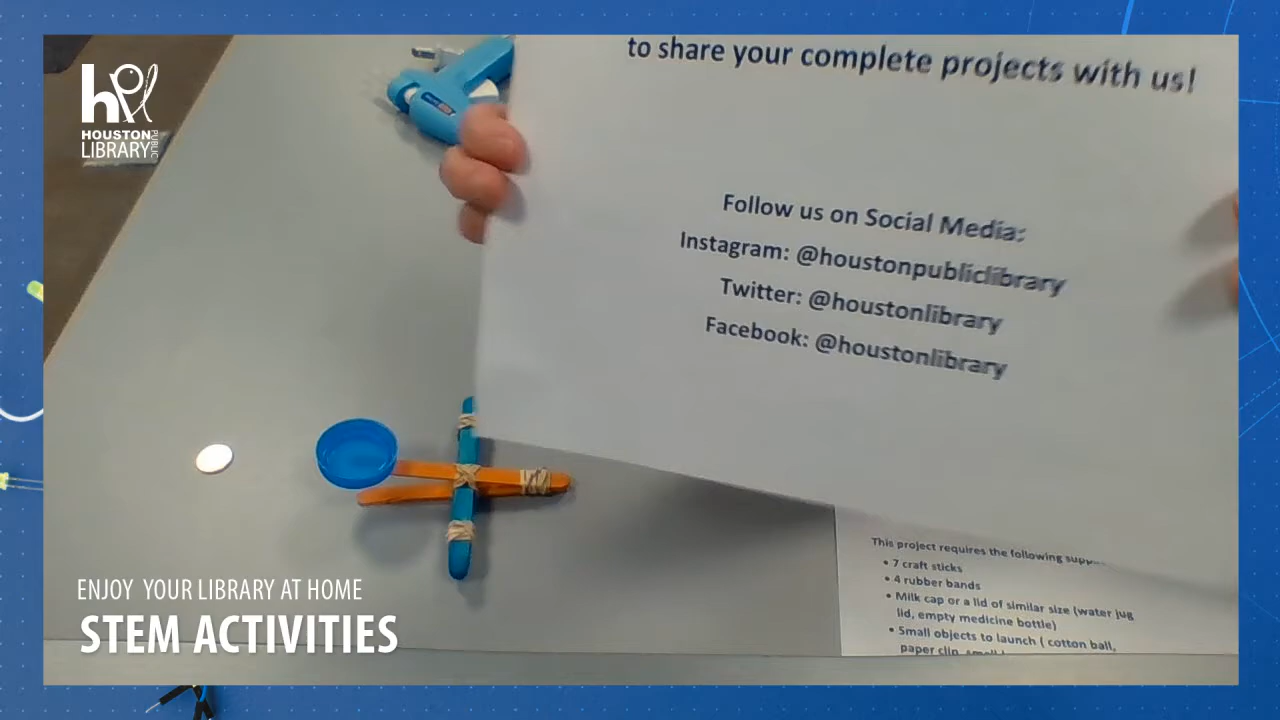 HOUSTON
LIBRARY
PUBLIC
to share your complete projects with us!
Follow us on Social Media:
Instagram: @houstonpubliclibrary
Twitter: @houstonlibrary
Facebook: @houstonlibrary
This project requires the following
• 7 craft sticks
• 4 rubber bands
• Milk cap or a lid of similar size (water jug
lid, empty medicine bottle)
• Small objects to launch ( cotton ball,
paper clip,
ENJOY YOUR LIBRARY AT HOME
STEM ACTIVITIES